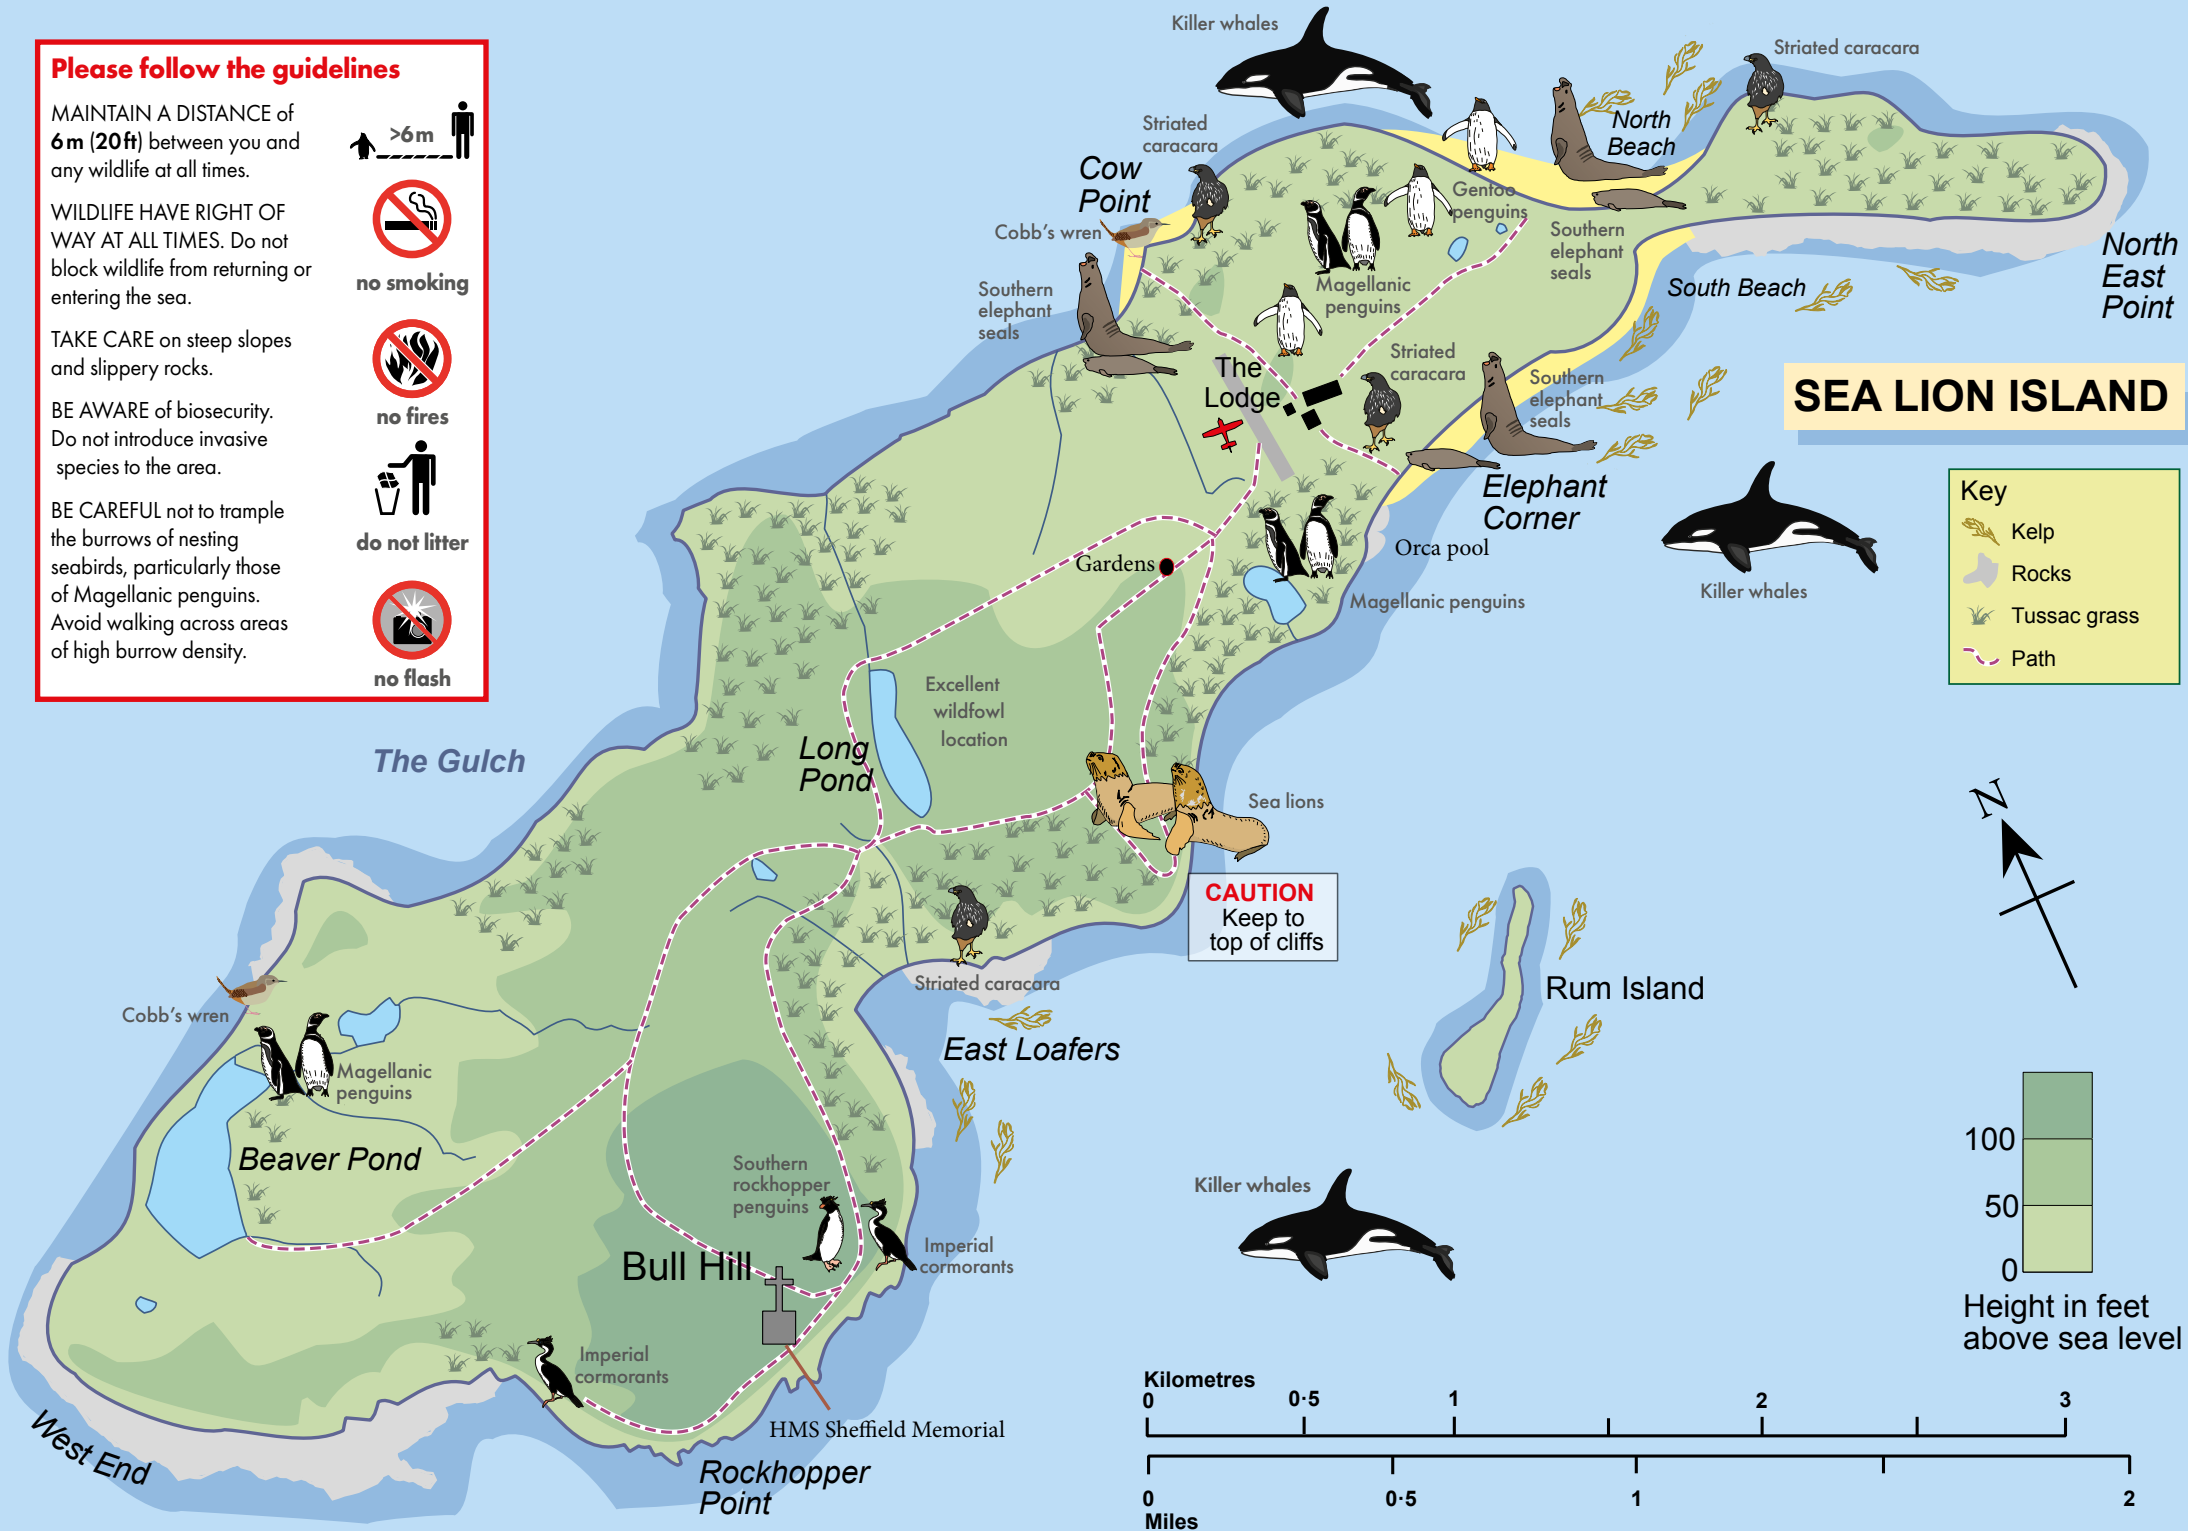 Please follow the guidelines
MAINTAIN A DISTANCE of
6m (20ft) between you and
any wildlife at all times.
>6m
WILDLIFE HAVE RIGHT OF
WAY AT ALL TIMES. Do not
block wildlife from returning or
entering the sea.
no smoking
TAKE CARE on steep slopes
and slippery rocks.
no fires
BE AWARE of biosecurity.
Do not introduce invasive
species to the area.
do not litter
BE CAREFUL not to trample
the burrows of nesting
seabirds, particularly those
of Magellanic penguins.
Avoid walking across areas
of high burrow density.
no flash
Killer whales
Striated caracara
Striated
caracara
North
Beach
Cow
Point
Gentoo
penguins
Cobb's wren
Southern
elephant
seals
North
East
Point
Southern
elephant
seals
Magellanic
penguins
South Beach
The
Lodge
Striated
caracara
Southern
elephant
seals
SEA LION ISLAND
Elephant
Corner
Key
Kelp
Rocks
Tussac grass
Path
Orca pool
Gardens
Magellanic penguins
Killer whales
Excellent
wildfowl
location
Long
Pond
The Gulch
Sea lions
N
CAUTION
Keep to
top of cliffs
Striated caracara
Rum Island
Cobb's wren
East Loafers
Magellanic
penguins
Beaver Pond
Southern
rockhopper
penguins
Killer whales
100
50
0
Height in feet
above sea level
Bull Hill
Imperial
cormorants
Imperial
cormorants
HMS Sheffield Memorial
West End
Rockhopper
Point
Kilometres
0 0·5 1 2 3
0 0·5 1 2
Miles